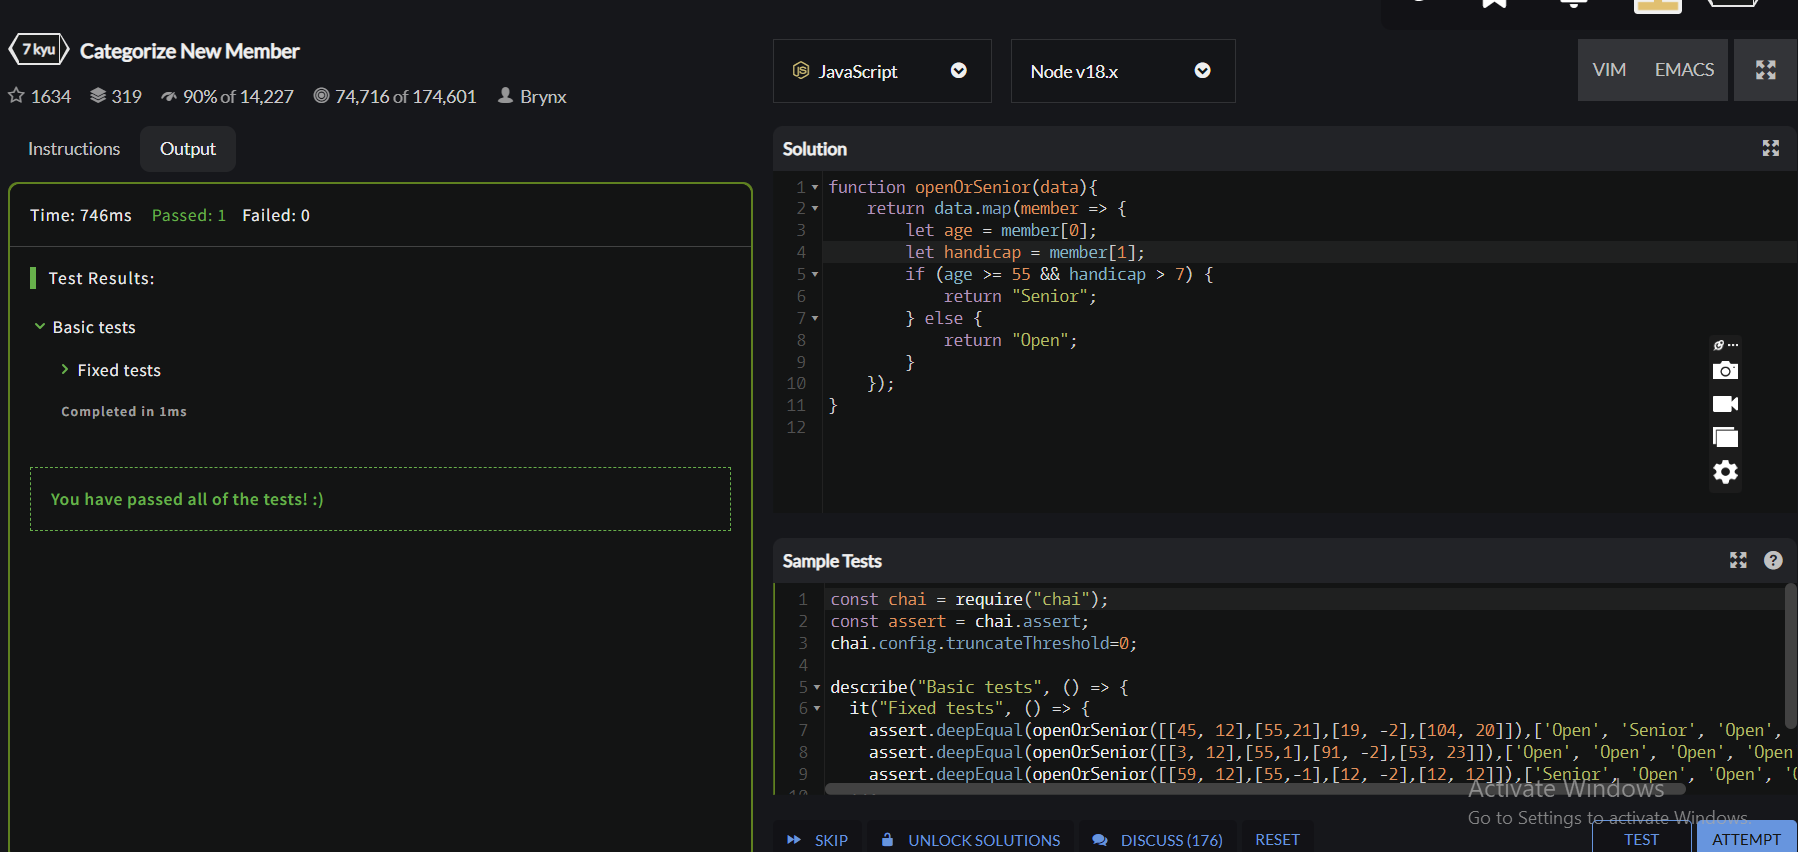 7 kyu Categorize New Member
1634 319 90% of 14,227 74,716 of 174,601 Brynx
Instructions Output
Time: 746ms Passed: 1 Failed: 0
Test Results:
Basic tests
Fixed tests
Completed in 1ms
You have passed all of the tests! :)
JS JavaScript Node v18.x VIM EMACS
Solution
1 function openOrSenior(data){
2 return data.map(member => {
3 let age = member[0];
4 let handicap = member[1];
5 if (age >= 55 && handicap > 7) {
6 return "Senior";
7 } else {
8 return "Open";
9 }
10 });
11 }
12
Sample Tests ?
1 const chai = require("chai");
2 const assert = chai.assert;
3 chai.config.truncateThreshold=0;
4
5 describe("Basic tests", () => {
6 it("Fixed tests", () => {
7 assert.deepEqual(openOrSenior([[45, 12],[55,21],[19, -2],[104, 20]]),['Open', 'Senior', 'Open',
8 assert.deepEqual(openOrSenior([[3, 12],[55,1],[91, -2],[53, 23]]),['Open', 'Open', 'Open', 'Open
9 assert.deepEqual(openOrSenior([[59, 12],[55,-1],[12, -2],[12, 12]]),['Senior', 'Open', 'Open',
10
Activate Windows
Go to Settings to activate Windows.
SKIP UNLOCK SOLUTIONS DISCUSS (176) RESET TEST ATTEMPT